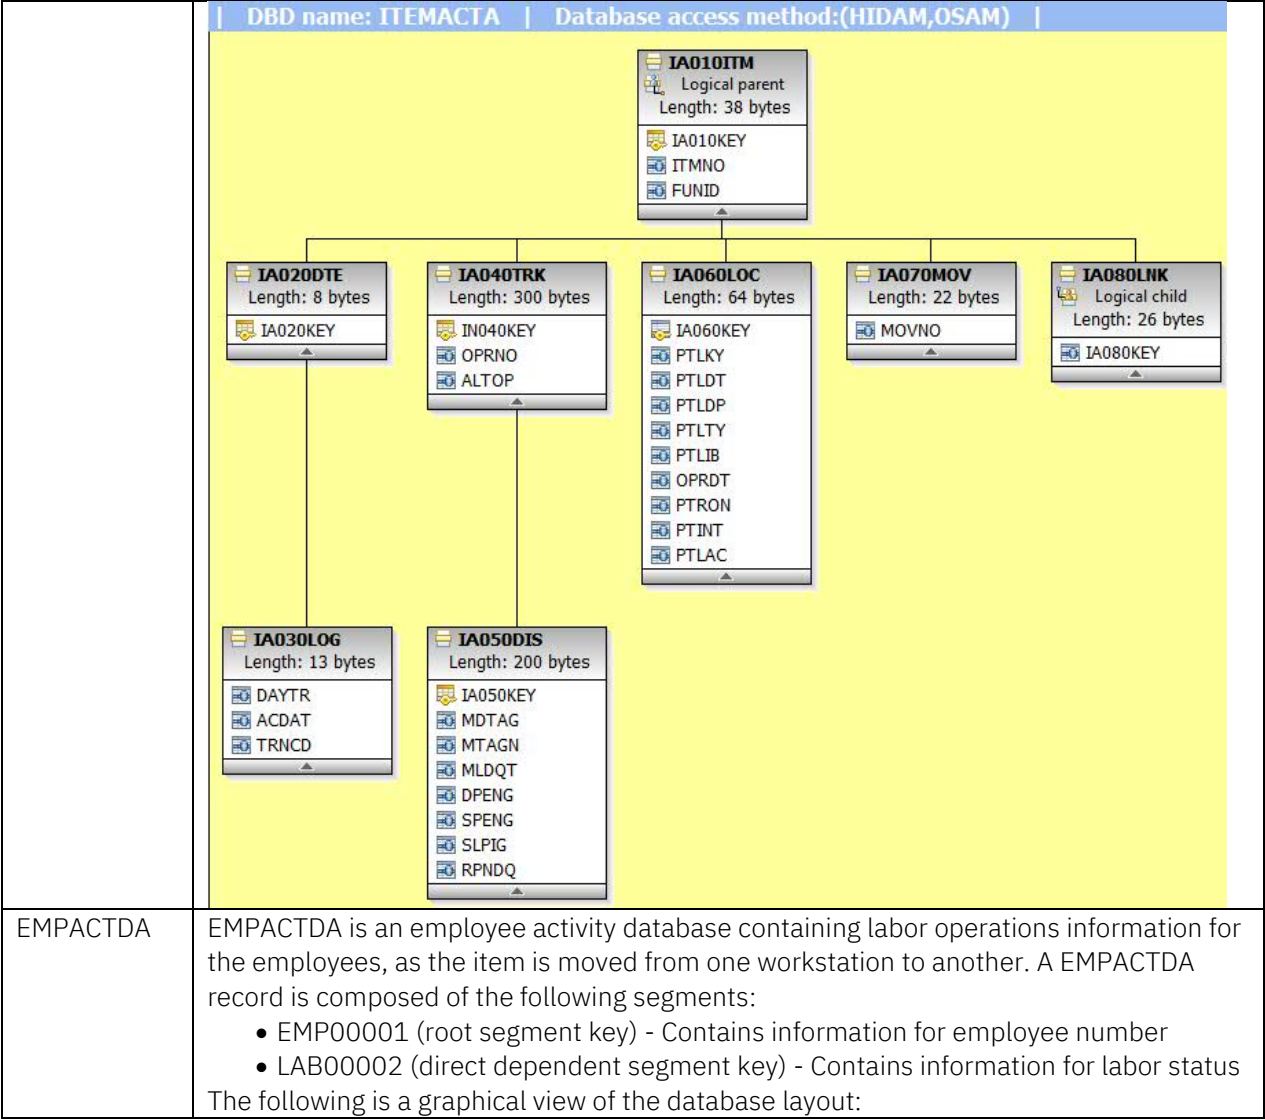 | DBD name: ITEMACTA | Database access method:(HIDAM,OSAM) |
IA010ITM
Logical parent
Length: 38 bytes
IA010KEY
ITMNO
FUNID
IA020DTE
Length: 8 bytes
IA020KEY
IA040TRK
Length: 300 bytes
IN040KEY
OPRNO
ALTOP
IA060LOC
Length: 64 bytes
IA060KEY
PTLKY
PTLDT
PTLDP
PTLTY
PTLIB
OPRDT
PTRON
PTINT
PTLAC
IA070MOV
Length: 22 bytes
MOVNO
IA080LNK
Logical child
Length: 26 bytes
IA080KEY
IA030LOG
Length: 13 bytes
DAYTR
ACDAT
TRNCD
IA050DIS
Length: 200 bytes
IA050KEY
MDTAG
MTAGN
MLDQT
DPENG
SPENG
SLPIG
RPNDQ
EMPACTDA
EMPACTDA is an employee activity database containing labor operations information for
the employees, as the item is moved from one workstation to another. A EMPACTDA
record is composed of the following segments:
• EMP00001 (root segment key) - Contains information for employee number
• LAB00002 (direct dependent segment key) - Contains information for labor status
The following is a graphical view of the database layout: